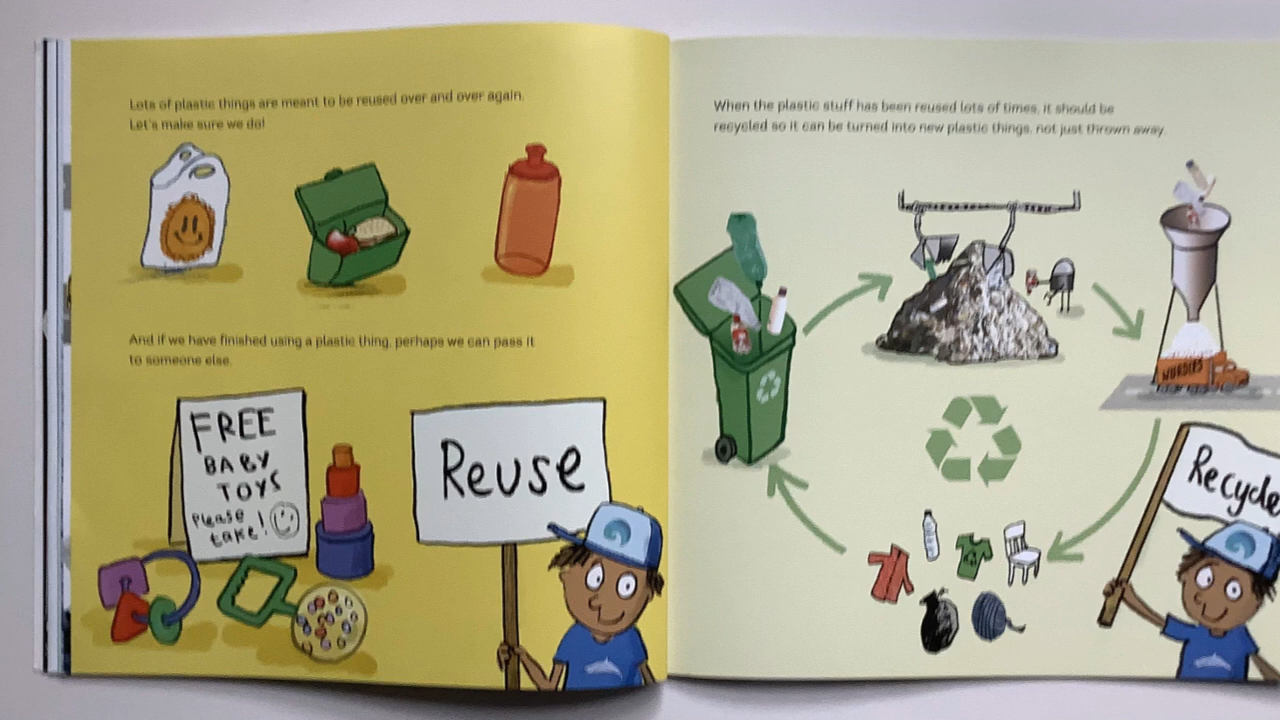 Lots of plastic things are meant to be reused over and over again.
Let's make sure we do!
And if we have finished using a plastic thing, perhaps we can pass it
to someone else.
FREE
BABY
TOYS
please
take!
Reuse
When the plastic stuff has been reused lots of times, it should be
recycled so it can be turned into new plastic things, not just thrown away.
NURDLES
Recycle